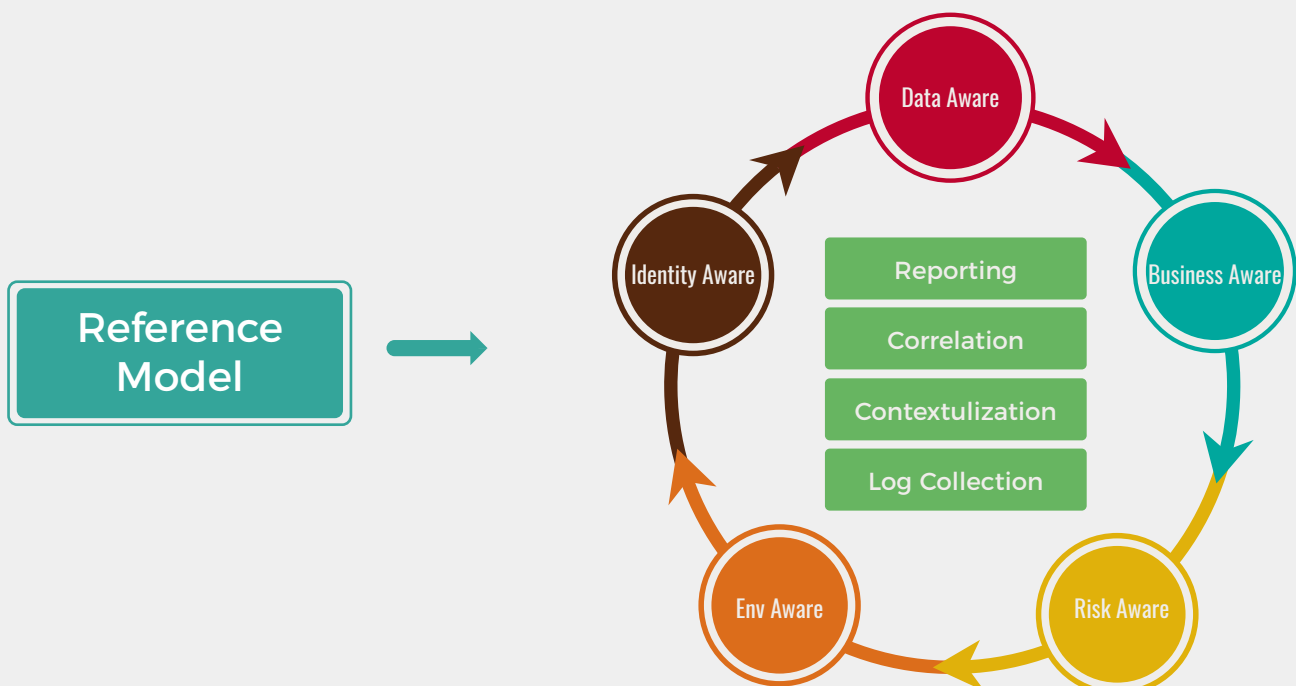 Reference
Model
Data Aware
Identity Aware
Business Aware
Reporting
Correlation
Contextulization
Log Collection
Env Aware
Risk Aware